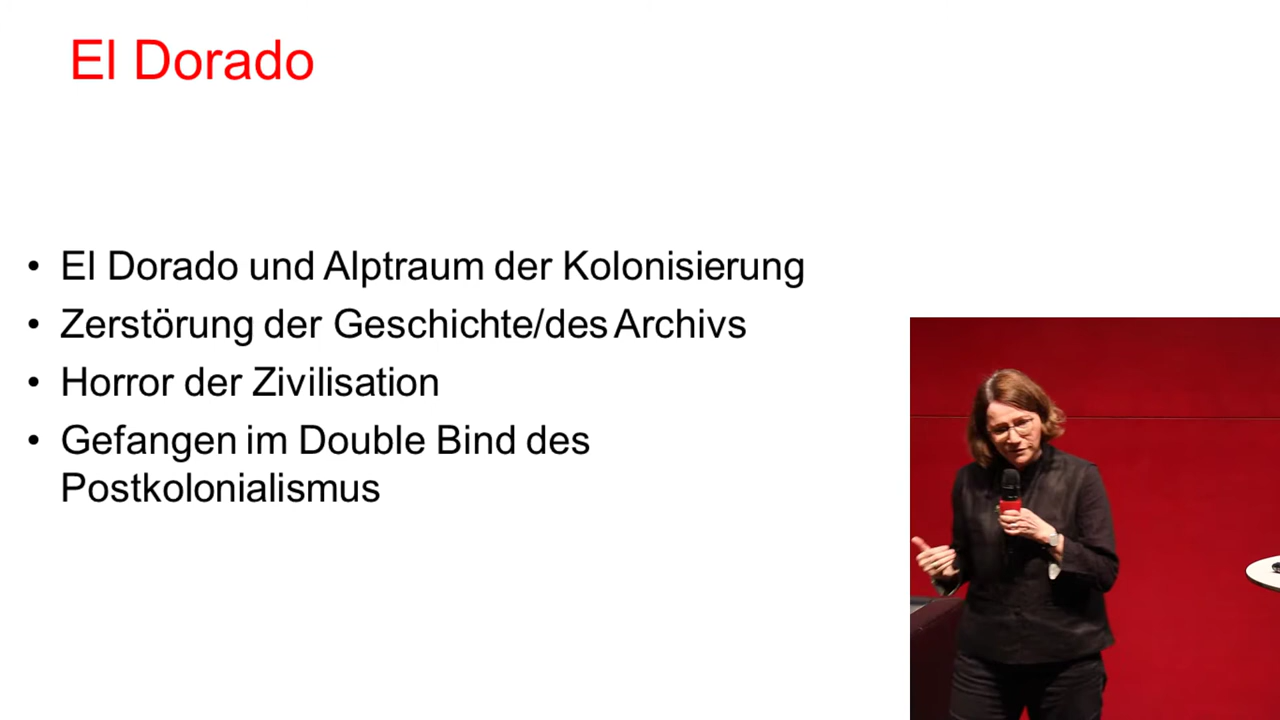 El Dorado
• El Dorado und Alptraum der Kolonisierung
• Zerstörung der Geschichte/des Archivs
• Horror der Zivilisation
• Gefangen im Double Bind des
Postkolonialismus